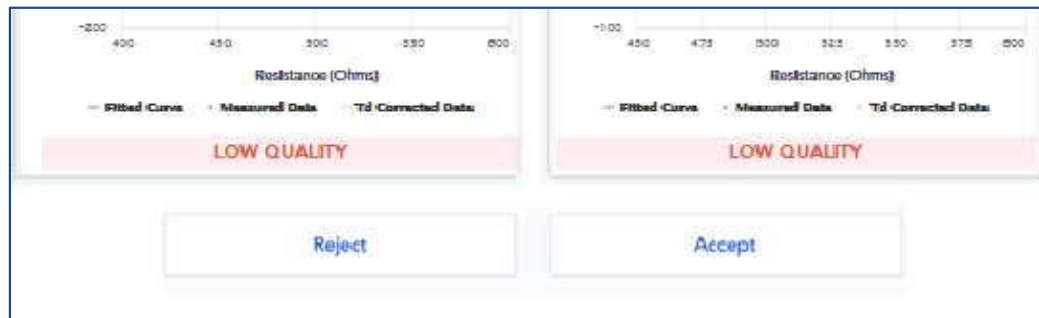 -200 -100
400 450 500 550 600 450 475 500 525 550 575 600
Resistance (Ohms) Resistance (Ohms)
Fitted Curve Measured Data Td Corrected Data Fitted Curve Measured Data Td Corrected Data
LOW QUALITY LOW QUALITY
Reject Accept